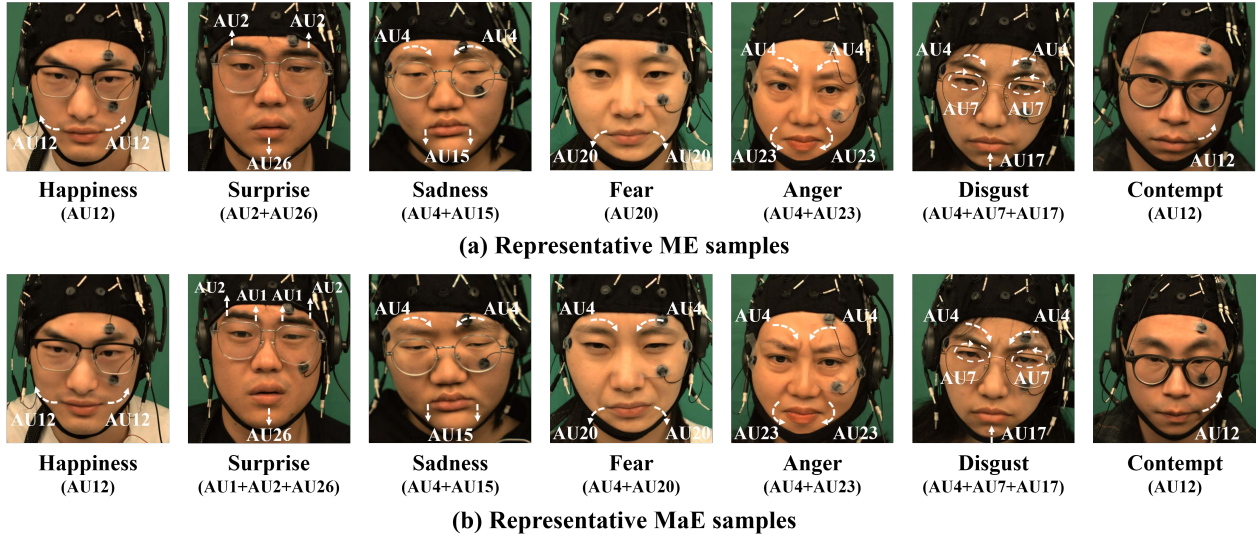 AU12 AU12
AU2 AU2
AU26
AU4 AU4
AU15
AU20 AU20
AU4 AU4
AU23 AU23
AU4 AU4
AU7 AU7
AU17
AU12
Happiness Surprise Sadness Fear Anger Disgust Contempt
(AU12) (AU2+AU26) (AU4+AU15) (AU20) (AU4+AU23) (AU4+AU7+AU17) (AU12)
(a) Representative ME samples
AU12 AU12
AU2 AU1 AU1 AU2
AU26
AU4 AU4
AU15
AU4 AU4
AU20 AU20
AU4 AU4
AU23 AU23
AU4 AU4
AU7 AU7
AU17
AU12
Happiness Surprise Sadness Fear Anger Disgust Contempt
(AU12) (AU1+AU2+AU26) (AU4+AU15) (AU4+AU20) (AU4+AU23) (AU4+AU7+AU17) (AU12)
(b) Representative MaE samples